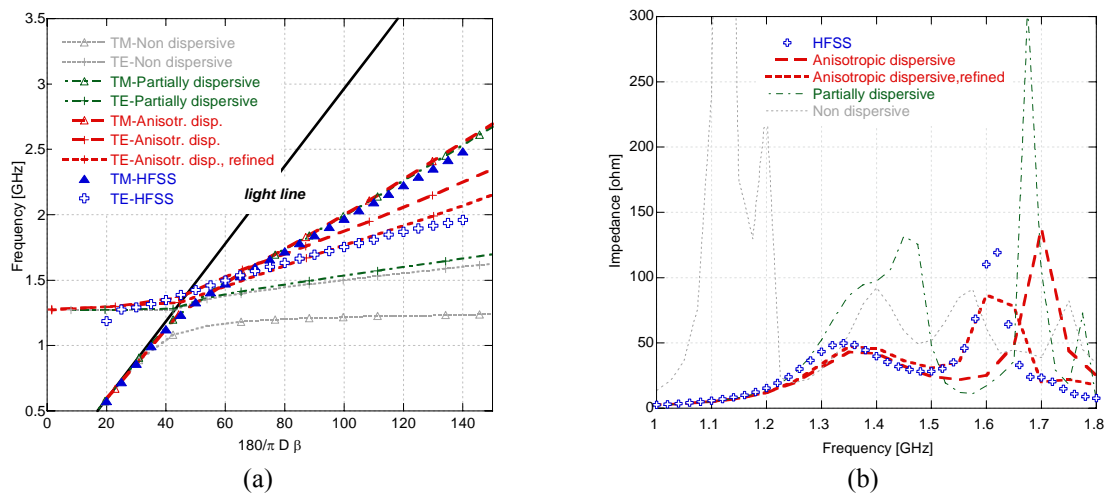 3.5
3
2.5
2
1.5
1
0.5
Frequency [GHz]
TM-Non dispersive
TE-Non dispersive
TM-Partially dispersive
TE-Partially dispersive
TM-Anisotr. disp.
TE-Anisotr. disp.
TE-Anisotr. disp., refined
TM-HFSS
TE-HFSS
light line
0 20 40 60 80 100 120 140
180/π D β
(a)
300
250
200
150
100
50
0
Impedance [ohm]
HFSS
Anisotropic dispersive
Anisotropic dispersive,refined
Partially dispersive
Non dispersive
1 1.1 1.2 1.3 1.4 1.5 1.6 1.7 1.8
Frequency [GHz]
(b)